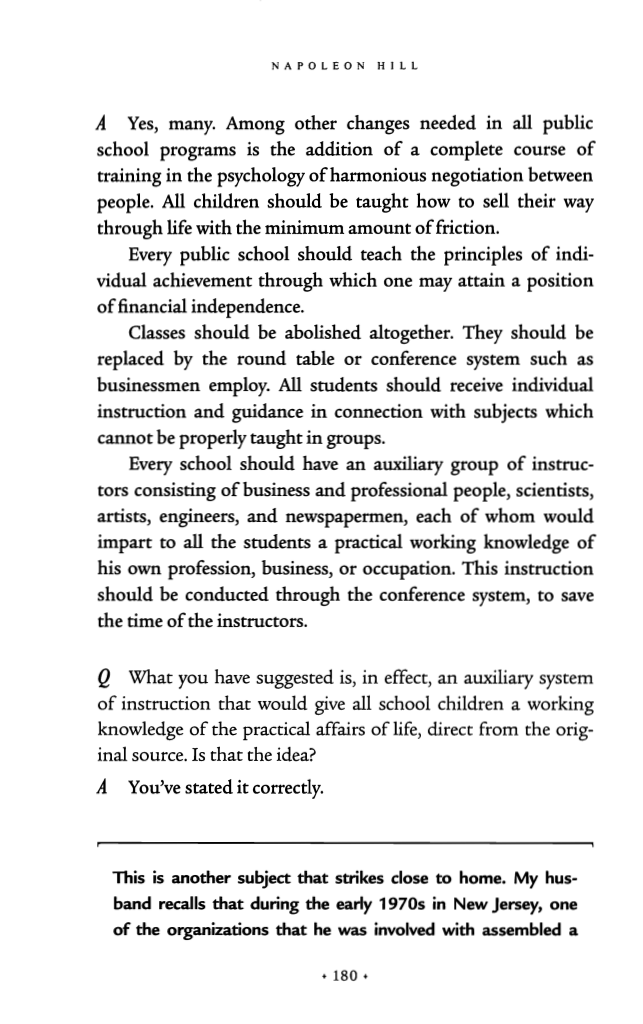 NAPOLEON HILL
A Yes, many. Among other changes needed in all public
school programs is the addition of a complete course of
training in the psychology of harmonious negotiation between
people. All children should be taught how to sell their way
through life with the minimum amount of friction.
Every public school should teach the principles of indi-
vidual achievement through which one may attain a position
of financial independence.
Classes should be abolished altogether. They should be
replaced by the round table or conference system such as
businessmen employ. All students should receive individual
instruction and guidance in connection with subjects which
cannot be properly taught in groups.
Every school should have an auxiliary group of instruc-
tors consisting of business and professional people, scientists,
artists, engineers, and newspapermen, each of whom would
impart to all the students a practical working knowledge of
his own profession, business, or occupation. This instruction
should be conducted through the conference system, to save
the time of the instructors.
Q What you have suggested is, in effect, an auxiliary system
of instruction that would give all school children a working
knowledge of the practical affairs of life, direct from the orig-
inal source. Is that the idea?
A You've stated it correctly.
This is another subject that strikes close to home. My hus-
band recalls that during the early 1970s in New Jersey, one
of the organizations that he was involved with assembled a
• 180 •